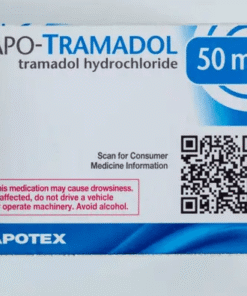 APO-TRAMADOL
tramadol hydrochloride
50 m
Scan for Consumer
Medicine Information
his medication may cause drowsiness.
affected, do not drive a vehicle
r operate machinery. Avoid alcohol.
APOTEX